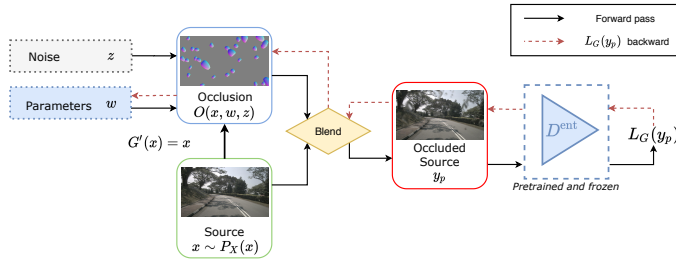 Forward pass
L_G(y_p) backward
Noise z
Parameters w
Occlusion
O(x, w, z)
G′(x) = x
Blend
Source
x ∼ P_X(x)
Occluded
Source
y_p
D^ent
Pretrained and frozen
L_G(y_p)